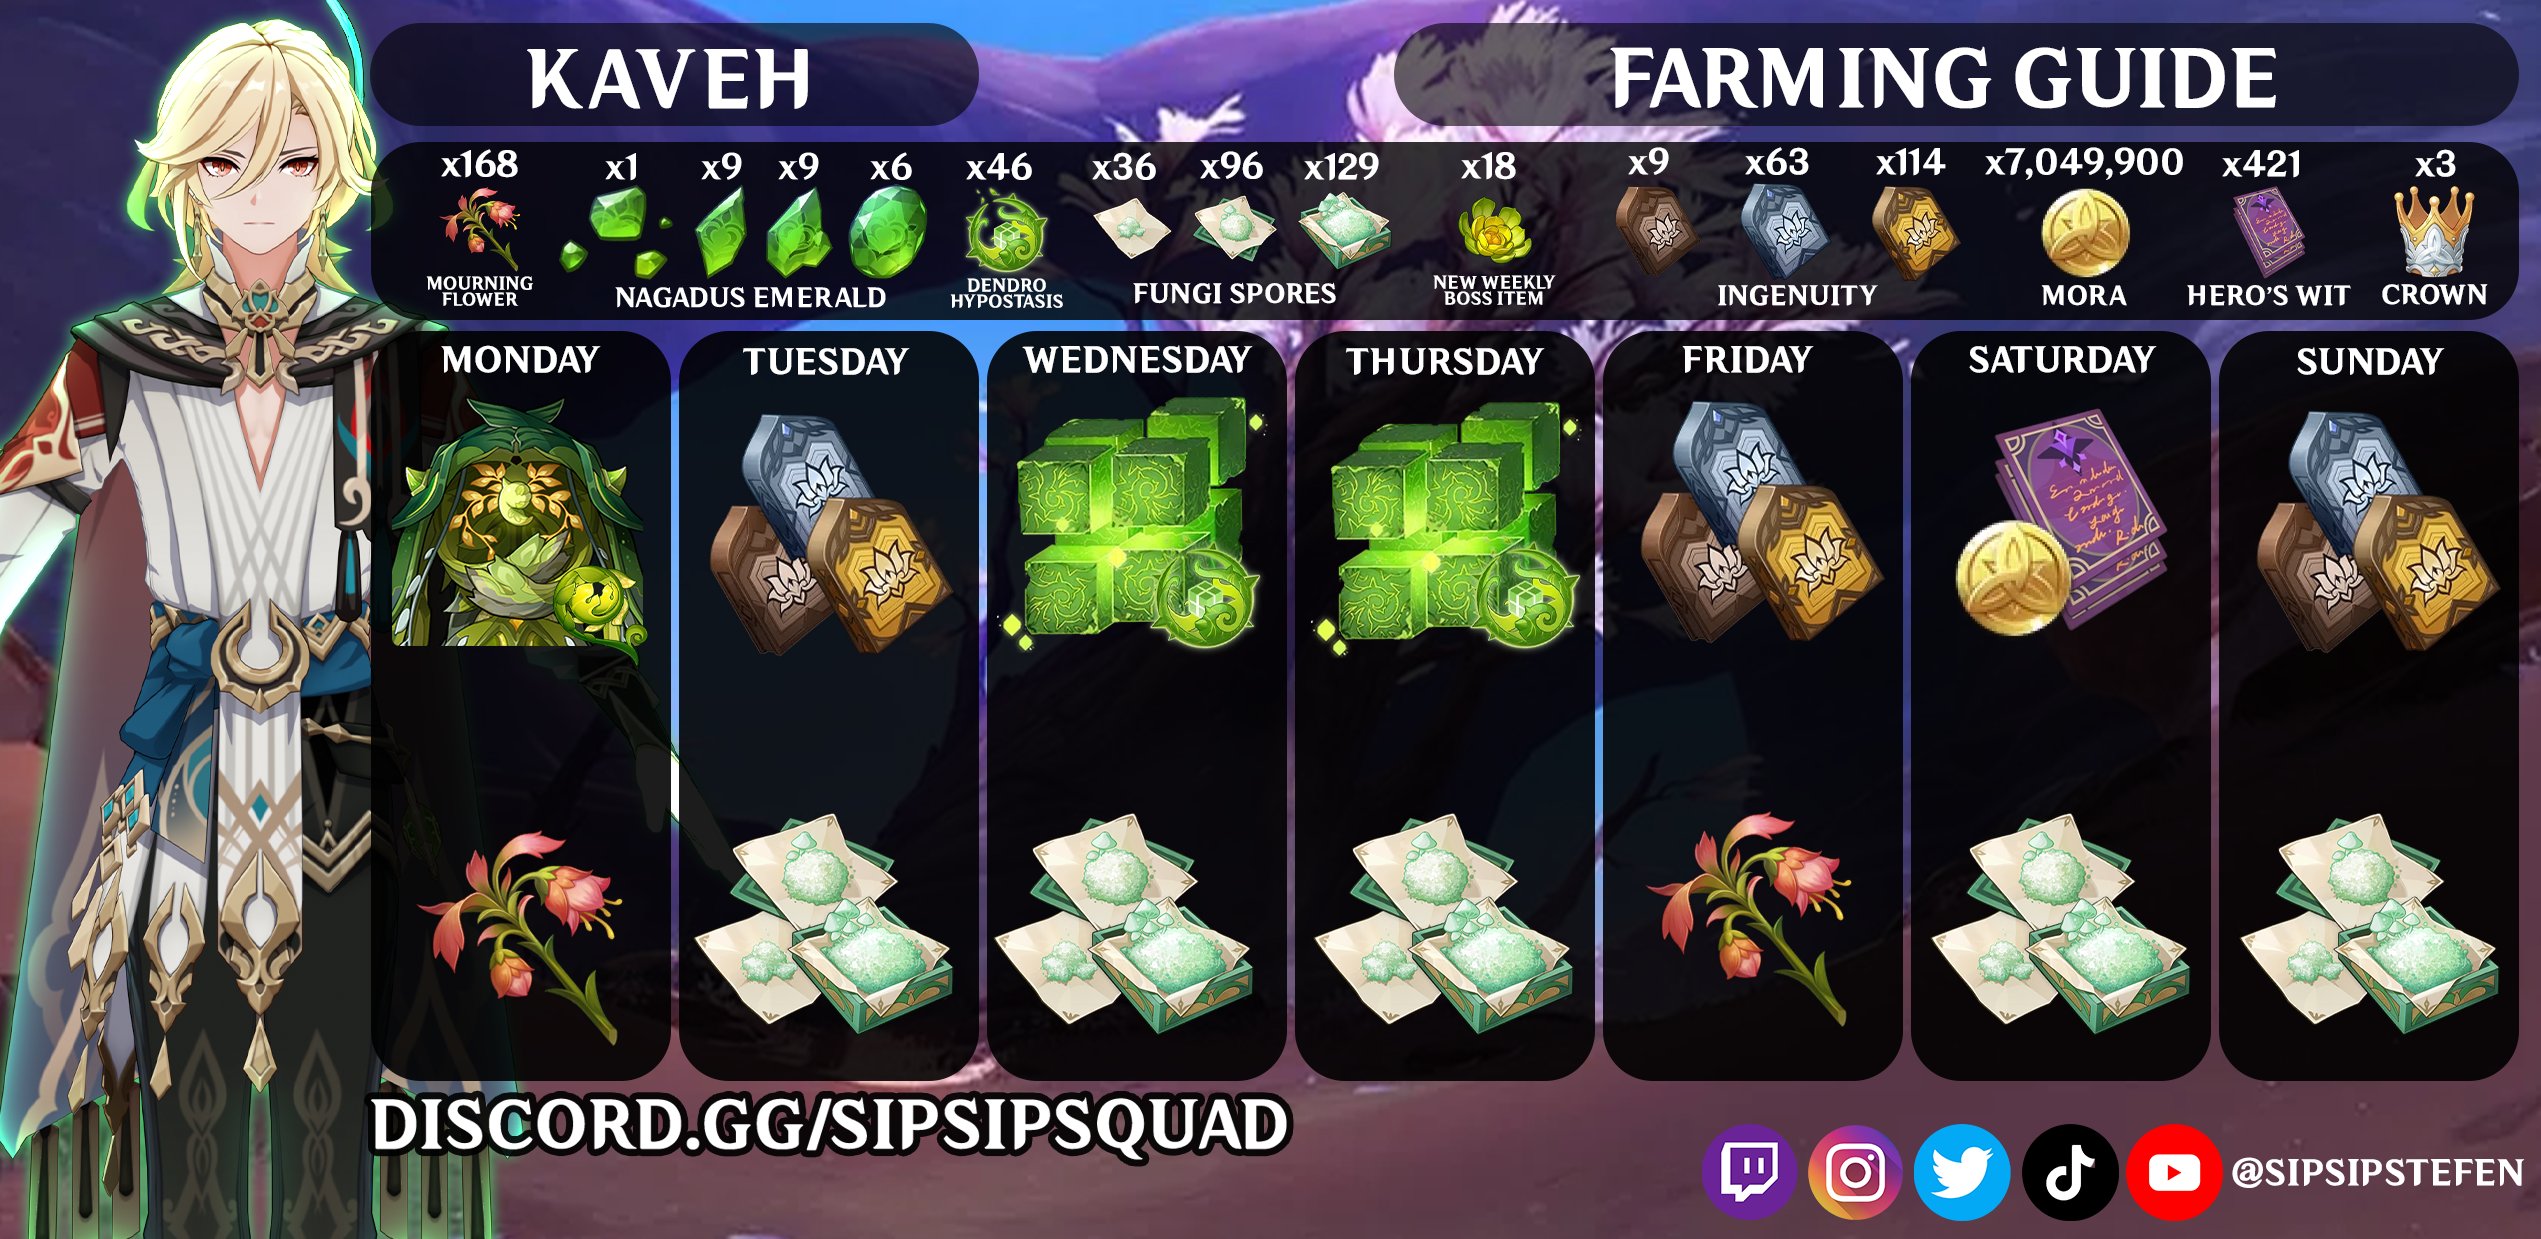 KAVEH
FARMING GUIDE
x168
x1
x9
x9
x6
x46
x36
x96
x129
x18
x9
x63
x114
x7,049,900
x421
x3
MOURNING
FLOWER
NAGADUS EMERALD
DENDRO
HYPOSTASIS
FUNGI SPORES
NEW WEEKLY
BOSS ITEM
INGENUITY
MORA
HERO'S WIT
CROWN
MONDAY
TUESDAY
WEDNESDAY
THURSDAY
FRIDAY
SATURDAY
SUNDAY
DISCORD.GG/SIPSIPSQUAD
@SIPSIPSTEFEN